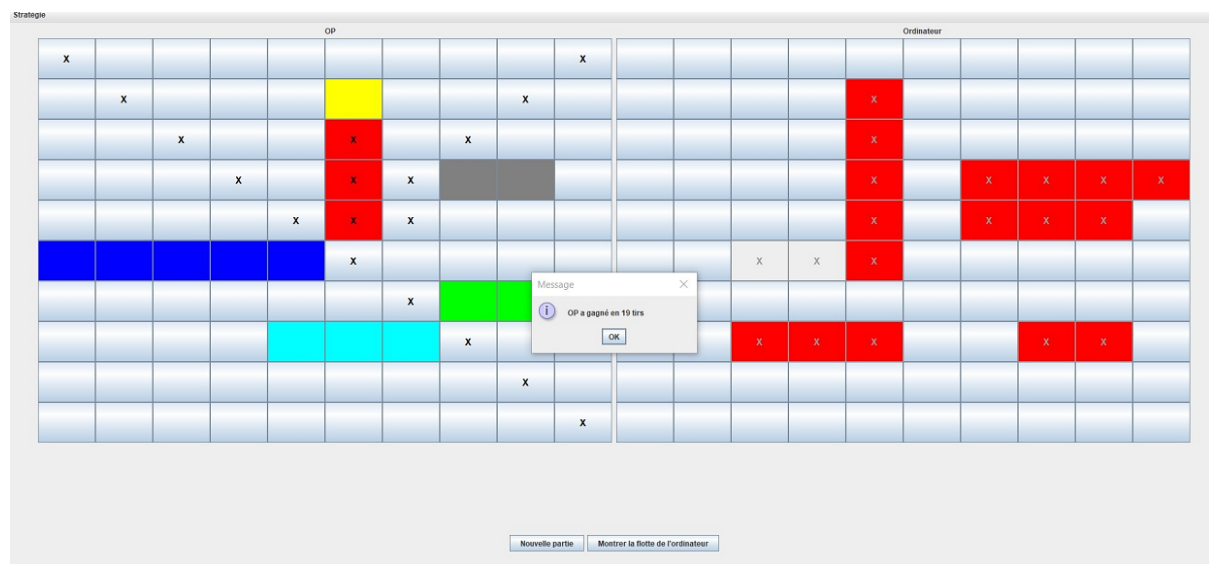 Strategie
OP Ordinateur
X X
X X X
X X X X
X X X X X X X X
X X X X X X X
X X X X
Message
X
OP a gagné en 19 tirs
OK
X X X X X X
X
X
Nouvelle partie Montrer la flotte de l'ordinateur